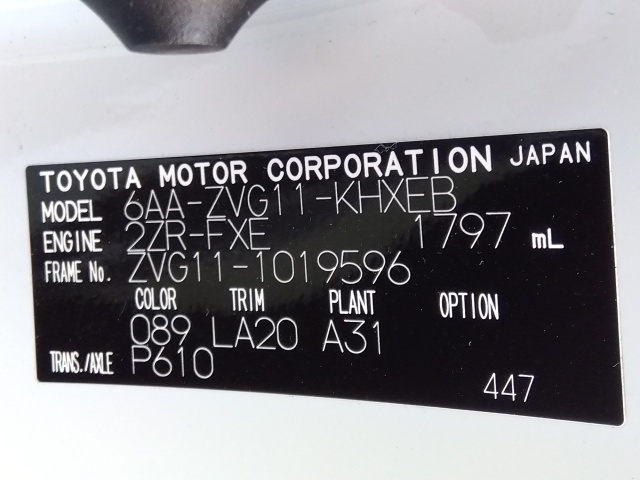 TOYOTA MOTOR CORPORATION JAPAN
MODEL 6AA-ZVG11-KHXEB
ENGINE 2ZR-FXE 1797 mL
FRAME No. ZVG11-1019596
COLOR TRIM PLANT OPTION
089 LA20 A31
TRANS./AXLE P610
447